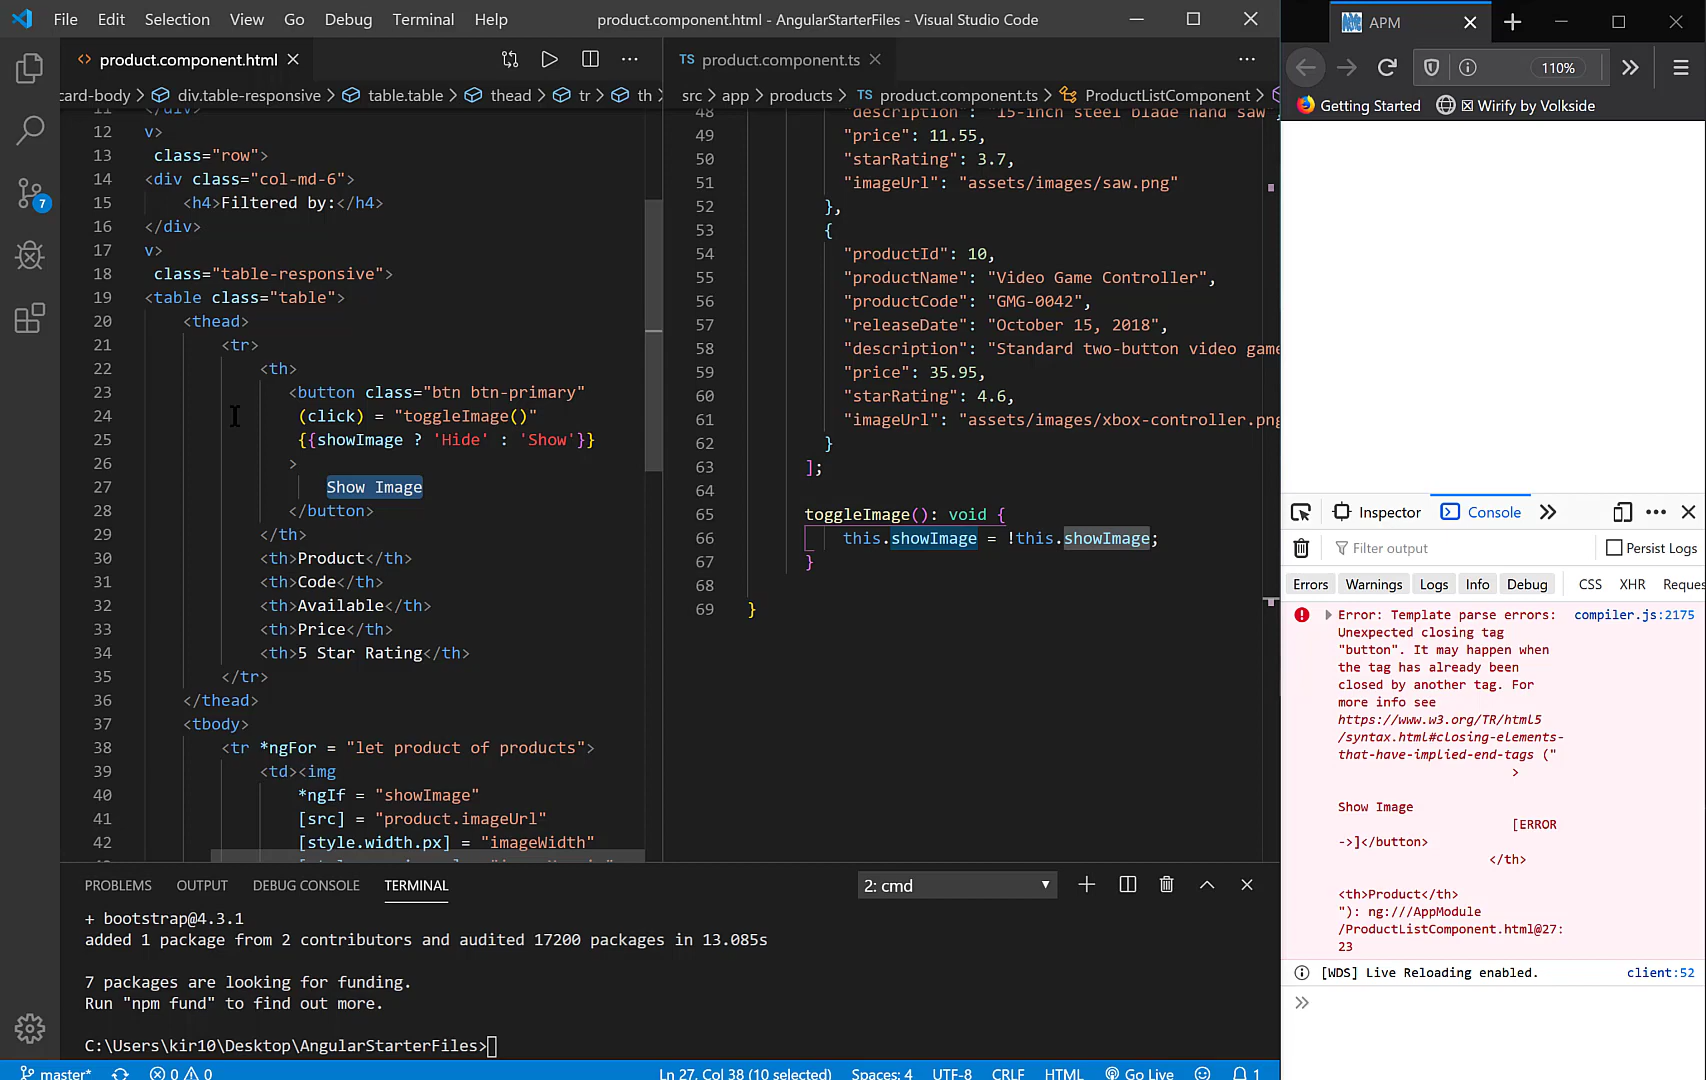 File Edit Selection View Go Debug Terminal Help product.component.html - AngularStarterFiles - Visual Studio Code
product.component.html
TS product.component.ts
card-body div.table-responsive table.table thead tr th
src app products TS product.component.ts ProductListComponent
11 </div>
12 v>
13 class="row">
14 <div class="col-md-6">
15 <h4>Filtered by:</h4>
16 </div>
17 v>
18 class="table-responsive">
19 <table class="table">
20 <thead>
21 <tr>
22 <th>
23 <button class="btn btn-primary"
24 (click) = "toggleImage()"
25 {{showImage ? 'Hide' : 'Show'}}
26 >
27 Show Image
28 </button>
29 </th>
30 <th>Product</th>
31 <th>Code</th>
32 <th>Available</th>
33 <th>Price</th>
34 <th>5 Star Rating</th>
35 </tr>
36 </thead>
37 <tbody>
38 <tr *ngFor = "let product of products">
39 <td><img
40 *ngIf = "showImage"
41 [src] = "product.imageUrl"
42 [style.width.px] = "imageWidth"
48 "description": "15-inch steel blade hand saw",
49 "price": 11.55,
50 "starRating": 3.7,
51 "imageUrl": "assets/images/saw.png"
52 },
53 {
54 "productId": 10,
55 "productName": "Video Game Controller",
56 "productCode": "GMG-0042",
57 "releaseDate": "October 15, 2018",
58 "description": "Standard two-button video game
59 "price": 35.95,
60 "starRating": 4.6,
61 "imageUrl": "assets/images/xbox-controller.png
62 }
63 ];
64
65 toggleImage(): void {
66 this.showImage = !this.showImage;
67 }
68
69 }
7
PROBLEMS OUTPUT DEBUG CONSOLE TERMINAL 2: cmd
+ bootstrap@4.3.1
added 1 package from 2 contributors and audited 17200 packages in 13.085s
7 packages are looking for funding.
Run "npm fund" to find out more.
C:\Users\kir10\Desktop\AngularStarterFiles>
master* 0 0 Ln 27, Col 38 (10 selected) Spaces: 4 UTF-8 CRLF HTML Go Live 1
APM
110%
Getting Started Wirify by Volkside
Inspector Console
Filter output Persist Logs
Errors Warnings Logs Info Debug CSS XHR Reques
Error: Template parse errors: compiler.js:2175
Unexpected closing tag
"button". It may happen when
the tag has already been
closed by another tag. For
more info see
https://www.w3.org/TR/html5
/syntax.html#closing-elements-
that-have-implied-end-tags ("
>
Show Image
[ERROR
->]</button>
</th>
<th>Product</th>
"): ng:///AppModule
/ProductListComponent.html@27:
23
[WDS] Live Reloading enabled. client:52